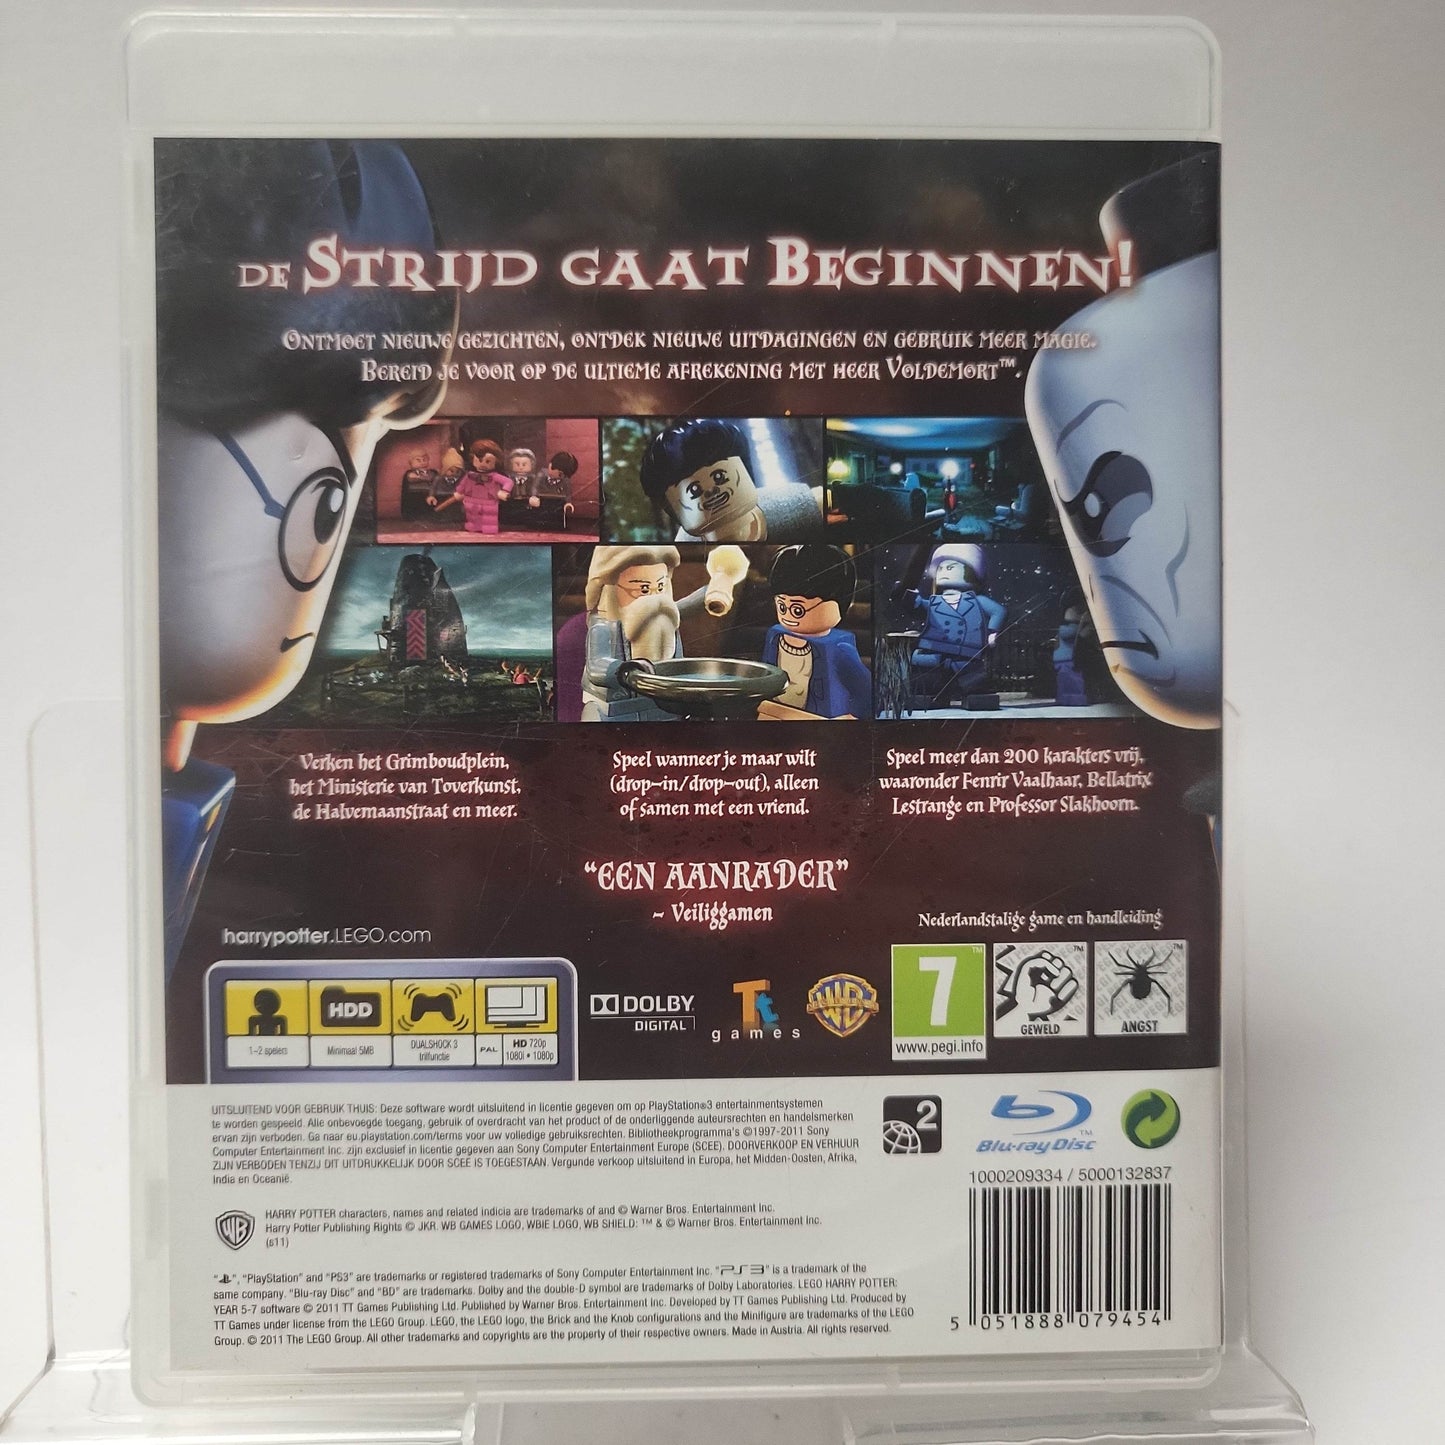 DE STRIJD GAAT BEGINNEN!
ONTMOET NIEUWE GEZICHTEN, ONTDEK NIEUWE UITDAGINGEN EN GEBRUIK MEER MAGIE.
BEREID JE VOOR OP DE ULTIEME AFREKENING MET HEER VOLDEMORT™.
Verken het Grimboudplein,
het Ministerie van Toverkunst,
de Halvemaanstraat en meer.
Speel wanneer je maar wilt
(drop-in/drop-out), alleen
of samen met een vriend.
Speel meer dan 200 karakters vrij,
waaronder Fenrir Vaalhaar, Bellatrix
Lestrange en Professor Slakhoorn.
“EEN AANRADER”
~ Veiliggamen
Nederlandstalige game en handleiding
harrypotter.LEGO.com
HDD
1-2 spelers
Minimaal 5MB
DUALSHOCK 3
trilfunctie
PAL
HD 720p
1080i • 1080p
DOLBY
DIGITAL
Tt
games
WB
7™
www.pegi.info
GEWELD
ANGST
UITSLUITEND VOOR GEBRUIK THUIS: Deze software wordt uitsluitend in licentie gegeven om op PlayStation®3 entertainmentsystemen
te worden gespeeld. Alle onbevoegde toegang, gebruik of overdracht van het product of de onderliggende auteursrechten en handelsmerken
ervan zijn verboden. Ga naar eu.playstation.com/terms voor uw volledige gebruiksrechten. Bibliotheekprogramma's ©1997-2011 Sony
Computer Entertainment Inc. zijn exclusief in licentie gegeven aan Sony Computer Entertainment Europe (SCEE). DOORVERKOOP EN VERHUUR
ZIJN VERBODEN TENZIJ DIT UITDRUKKELIJK DOOR SCEE IS TOEGESTAAN. Vergunde verkoop uitsluitend in Europa, het Midden-Oosten, Afrika,
India en Oceanië.
2
Blu-ray Disc™
1000209334 / 5000132837
WB
HARRY POTTER characters, names and related indicia are trademarks of and © Warner Bros. Entertainment Inc.
Harry Potter Publishing Rights © JKR. WB GAMES LOGO, WBIE LOGO, WB SHIELD: ™ & © Warner Bros. Entertainment Inc.
(s11)
"", "PlayStation" and "PS3" are trademarks or registered trademarks of Sony Computer Entertainment Inc. "PS3" is a trademark of the
same company. "Blu-ray Disc" and "BD" are trademarks. Dolby and the double-D symbol are trademarks of Dolby Laboratories. LEGO HARRY POTTER:
YEAR 5-7 software © 2011 TT Games Publishing Ltd. Published by Warner Bros. Entertainment Inc. Developed by TT Games Publishing Ltd. Produced by
TT Games under license from the LEGO Group. LEGO, the LEGO logo, the Brick and the Knob configurations and the Minifigure are trademarks of the LEGO
Group. © 2011 The LEGO Group. All other trademarks and copyrights are the property of their respective owners. Made in Austria. All rights reserved.
5 051888 079454